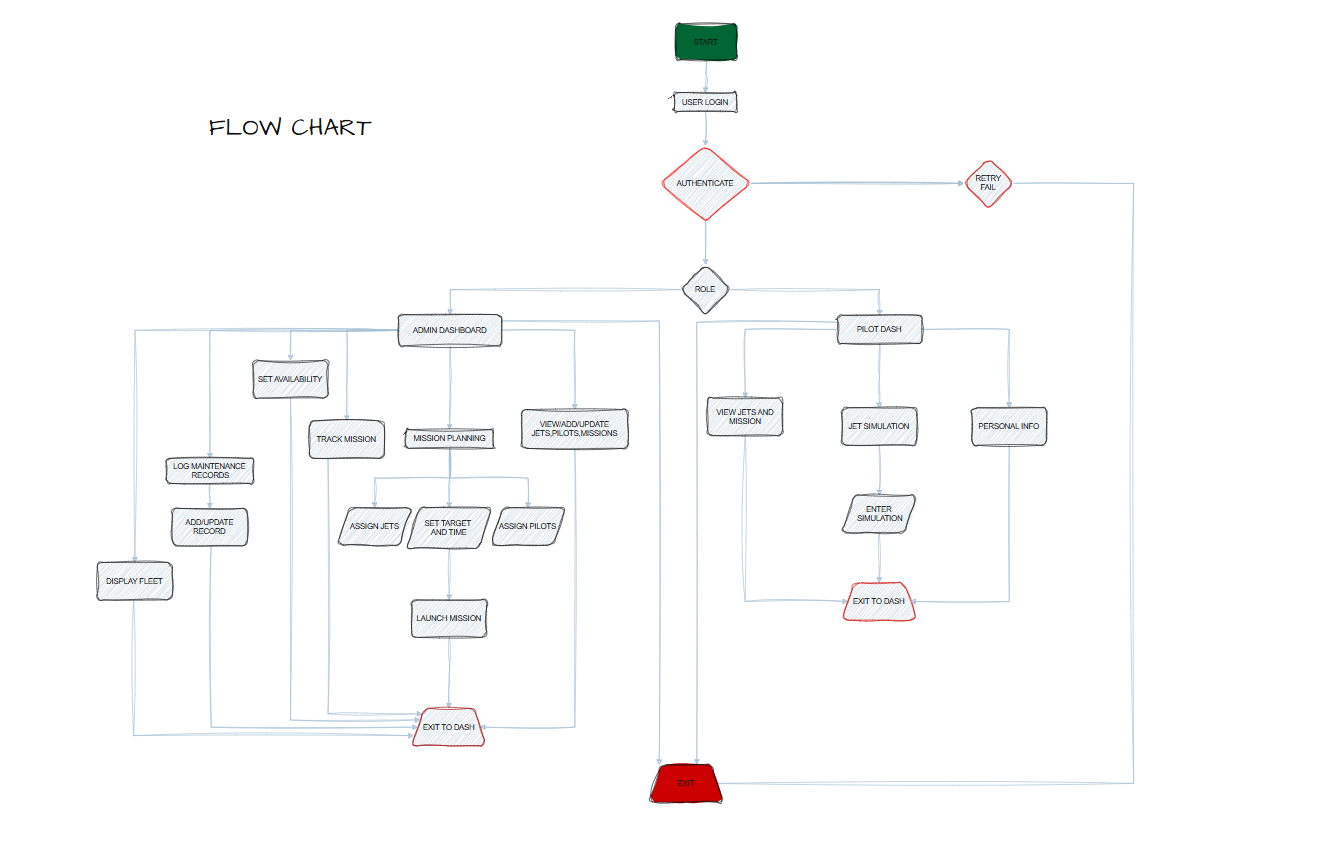 START
USER LOGIN
FLOW CHART
AUTHENTICATE
RETRY
FAIL
ROLE
ADMIN DASHBOARD
PILOT DASH
SET AVAILABILITY
VIEW JETS AND
MISSION
JET SIMULATION
PERSONAL INFO
TRACK MISSION
MISSION PLANNING
VIEW/ADD/UPDATE
JETS,PILOTS,MISSIONS
LOG MAINTENANCE
RECORDS
ADD/UPDATE
RECORD
ASSIGN JETS
SET TARGET
AND TIME
ASSIGN PILOTS
ENTER
SIMULATION
DISPLAY FLEET
EXIT TO DASH
LAUNCH MISSION
EXIT TO DASH
EXIT